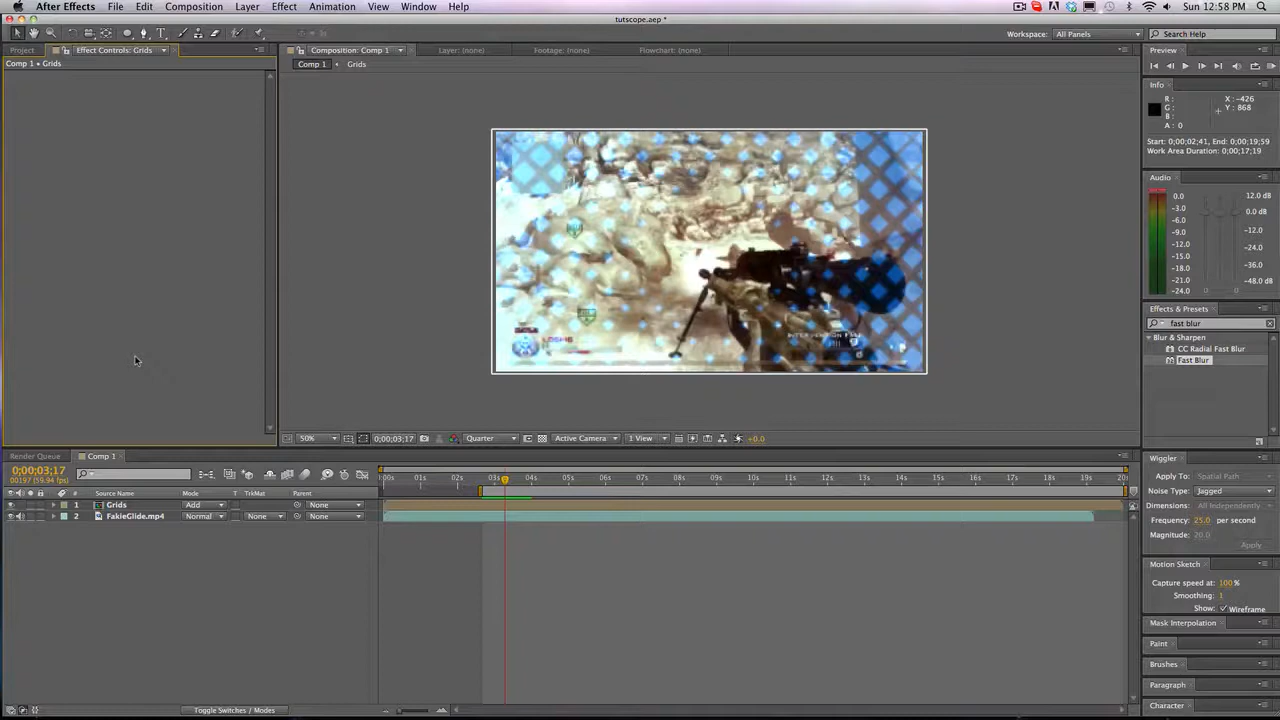 After Effects File Edit Composition Layer Effect Animation View Window Help Sun 12:58 PM
tutscope.aep *
Workspace: All Panels Search Help
Project Effect Controls: Grids Composition: Comp 1 Layer: (none) Footage: (none) Flowchart: (none) Preview
Comp 1 • Grids
Comp 1 Grids
Info
R: X: -426
G: Y: 868
B:
A: 0
Start: 0;00;02;41, End: 0;00;19;59
Work Area Duration: 0;00;17;19
Audio
0.0 12.0 dB
-3.0 0.0 dB
-6.0
-9.0 -12.0 dB
-12.0
-15.0 -24.0 dB
-18.0 -36.0 dB
-21.0
-24.0 -48.0 dB
Effects & Presets
fast blur
Blur & Sharpen
CC Radial Fast Blur
Fast Blur
50% 0;00;03;17 Quarter Active Camera 1 View +0.0
Render Queue Comp 1
0;00;03;17
00197 (59.94 fps)
:00s 01s 02s 03s 04s 05s 06s 07s 08s 09s 10s 11s 12s 13s 14s 15s 16s 17s 18s 19s 20s
# Source Name Mode T TrkMat Parent
1 Grids Add None
2 FakieGlide.mp4 Normal None None
Wiggler
Apply To: Spatial Path
Noise Type: Jagged
Dimensions: All Independently
Frequency: 25.0 per second
Magnitude: 20.0
Apply
Motion Sketch
Capture speed at: 100 %
Smoothing: 1
Show: Wireframe
Mask Interpolation
Paint
Brushes
Paragraph
Character
Toggle Switches / Modes